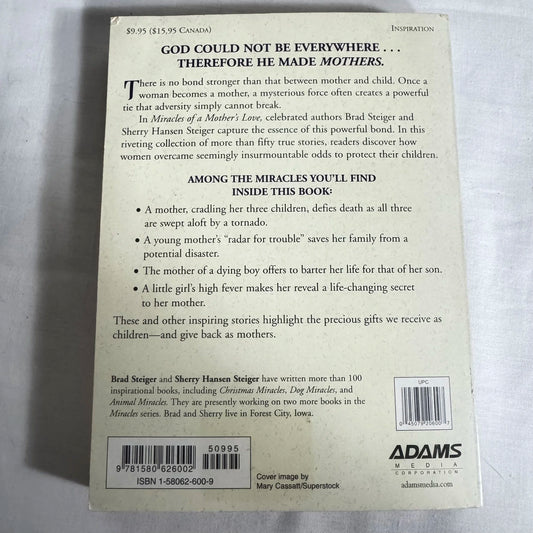 $9.95 ($15.95 CANADA)
INSPIRATION
GOD COULD NOT BE EVERYWHERE . . .
THEREFORE HE MADE MOTHERS.
There is no bond stronger than that between mother and child. Once a
woman becomes a mother, a mysterious force often creates a powerful
tie that adversity simply cannot break.
In Miracles of a Mother's Love, celebrated authors Brad Steiger and
Sherry Hansen Steiger capture the essence of this powerful bond. In this
riveting collection of more than fifty true stories, readers discover how
women overcame seemingly insurmountable odds to protect their children.
AMONG THE MIRACLES YOU'LL FIND
INSIDE THIS BOOK:
• A mother, cradling her three children, defies death as all three
are swept aloft by a tornado.
• A young mother's "radar for trouble" saves her family from a
potential disaster.
• The mother of a dying boy offers to barter her life for that of her son.
• A little girl's high fever makes her reveal a life-changing secret
to her mother.
These and other inspiring stories highlight the precious gifts we receive as
children—and give back as mothers.
Brad Steiger and Sherry Hansen Steiger have written more than 100
inspirational books, including Christmas Miracles, Dog Miracles, and
Animal Miracles. They are presently working on two more books in the
Miracles series. Brad and Sherry live in Forest City, Iowa.
UPC
0 45079 20600 7
50995
9 781580 626002
ISBN 1-58062-600-9
Cover image by
Mary Cassatt/Superstock
ADAMS
MEDIA
CORPORATION
adamsmedia.com